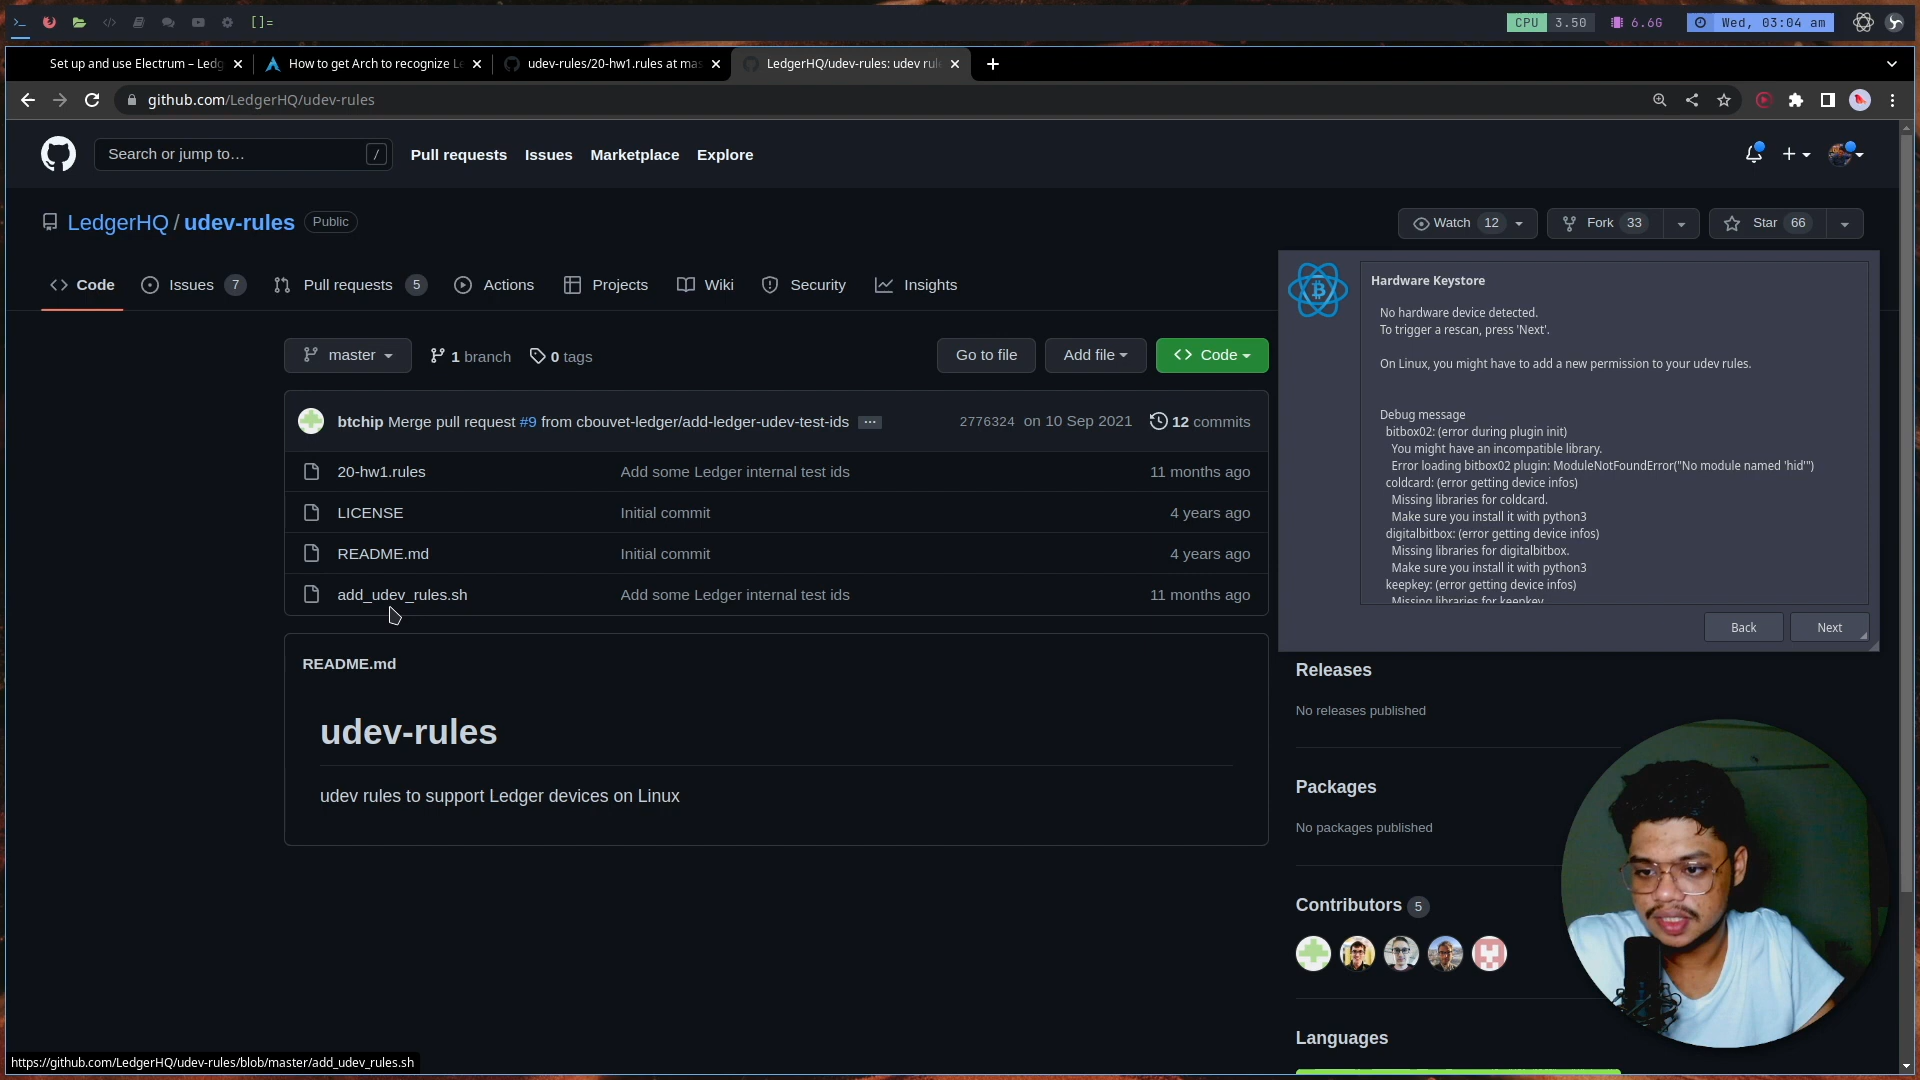 []=
CPU 3.50
6.6G
Wed, 03:04 am
Set up and use Electrum – Ledg
How to get Arch to recognize Le
udev-rules/20-hw1.rules at mas
LedgerHQ/udev-rules: udev rul
github.com/LedgerHQ/udev-rules
Search or jump to…
/
Pull requests
Issues
Marketplace
Explore
LedgerHQ / udev-rules
Public
Watch 12
Fork 33
Star 66
Code
Issues 7
Pull requests 5
Actions
Projects
Wiki
Security
Insights
master
1 branch
0 tags
Go to file
Add file
Code
btchip Merge pull request #9 from cbouvet-ledger/add-ledger-udev-test-ids ...
2776324 on 10 Sep 2021
12 commits
20-hw1.rules
Add some Ledger internal test ids
11 months ago
LICENSE
Initial commit
4 years ago
README.md
Initial commit
4 years ago
add_udev_rules.sh
Add some Ledger internal test ids
11 months ago
README.md
udev-rules
udev rules to support Ledger devices on Linux
Hardware Keystore
No hardware device detected.
To trigger a rescan, press 'Next'.
On Linux, you might have to add a new permission to your udev rules.
Debug message
bitbox02: (error during plugin init)
You might have an incompatible library.
Error loading bitbox02 plugin: ModuleNotFoundError("No module named 'hid'")
coldcard: (error getting device infos)
Missing libraries for coldcard.
Make sure you install it with python3
digitalbitbox: (error getting device infos)
Missing libraries for digitalbitbox.
Make sure you install it with python3
keepkey: (error getting device infos)
Missing libraries for keepkey
Back
Next
Releases
No releases published
Packages
No packages published
Contributors 5
Languages
https://github.com/LedgerHQ/udev-rules/blob/master/add_udev_rules.sh